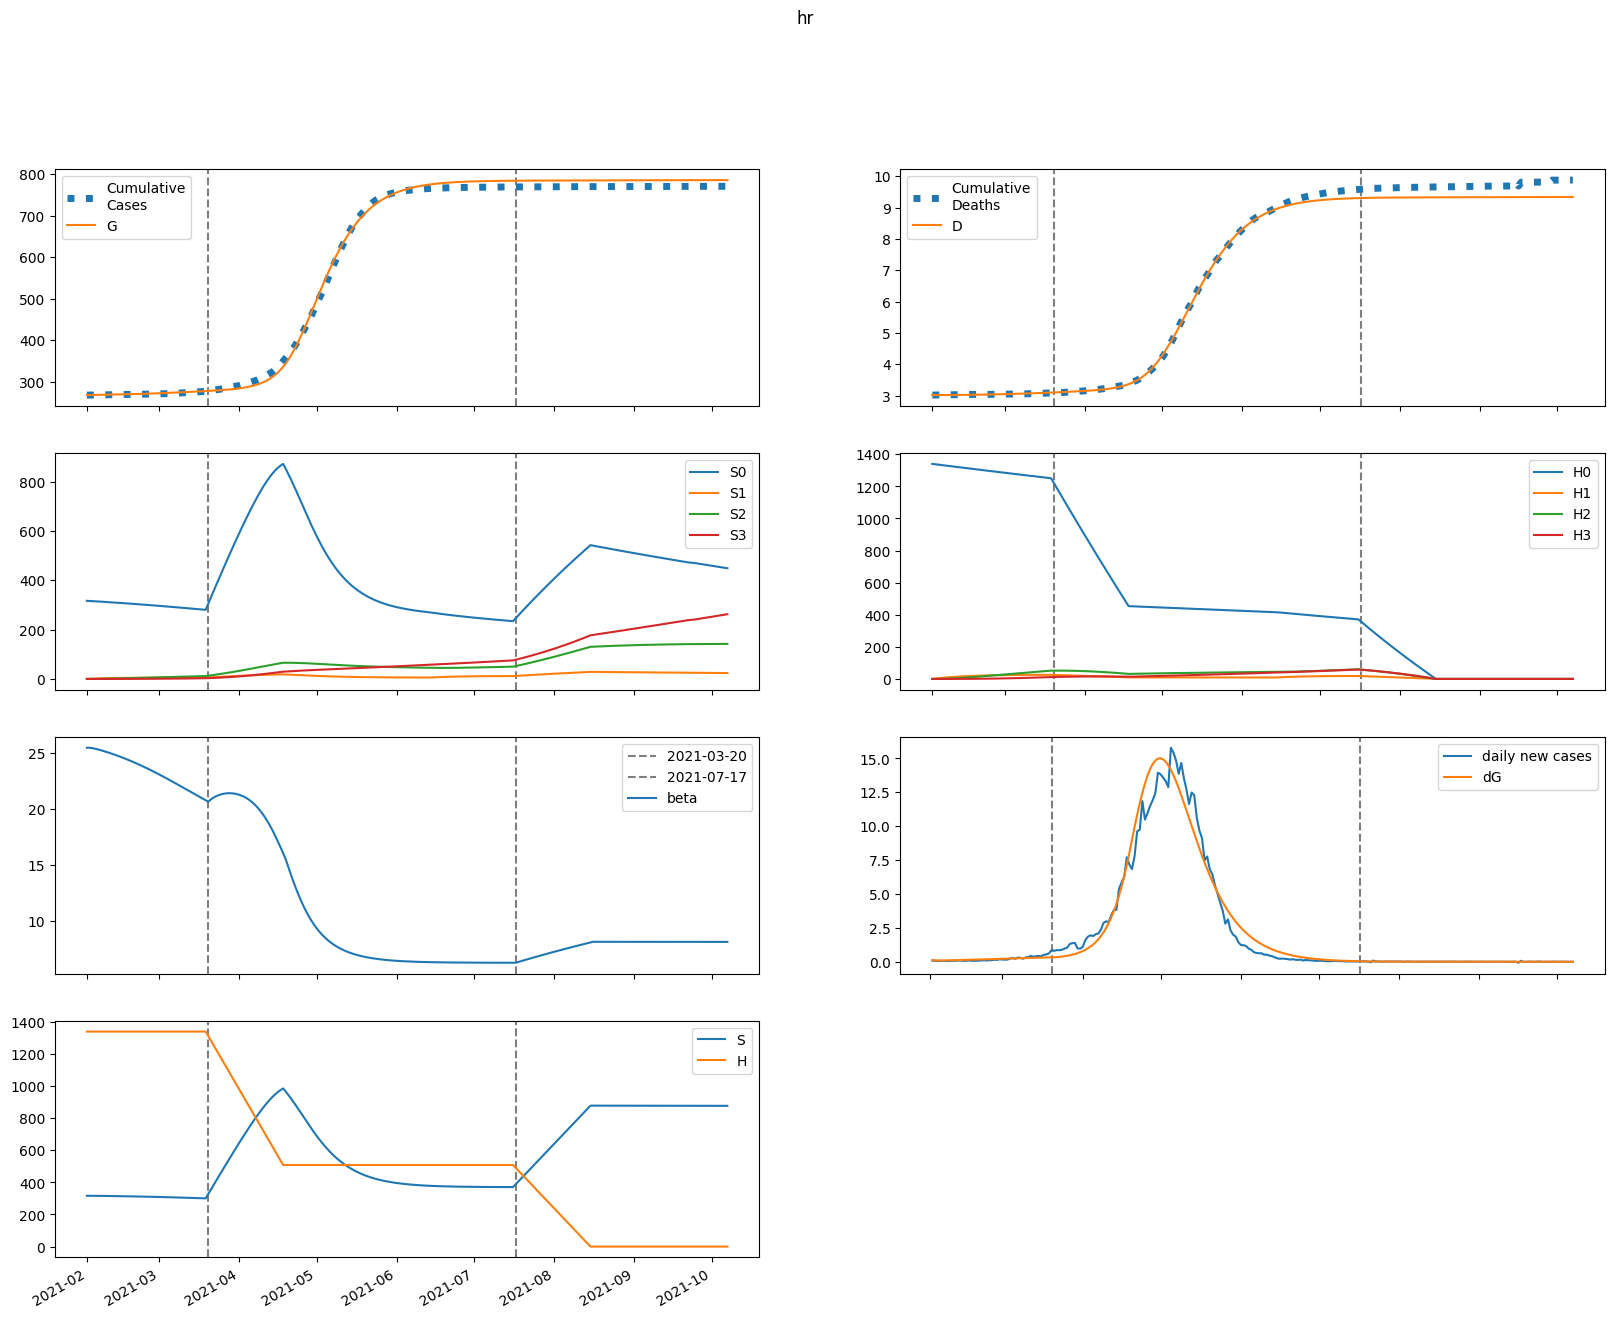 hr
800
700
600
500
400
300
Cumulative
Cases
G
10
9
8
7
6
5
4
3
Cumulative
Deaths
D
800
600
400
200
0
S0
S1
S2
S3
1400
1200
1000
800
600
400
200
0
H0
H1
H2
H3
25
20
15
10
2021-03-20
2021-07-17
beta
15.0
12.5
10.0
7.5
5.0
2.5
0.0
daily new cases
dG
1400
1200
1000
800
600
400
200
0
S
H
2021-02
2021-03
2021-04
2021-05
2021-06
2021-07
2021-08
2021-09
2021-10